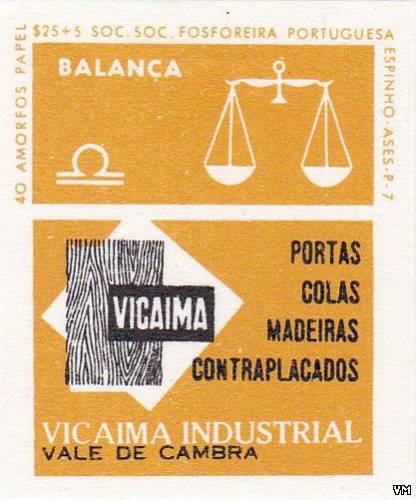 $25+5 SOC. SOC. FOSFOREIRA PORTUGUESA
40 AMORFOS PAPEL
ESPINHO-ASES-P-7
BALANÇA
VICAIMA
PORTAS
COLAS
MADEIRAS
CONTRAPLACADOS
VICAIMA INDUSTRIAL
VALE DE CAMBRA
VM